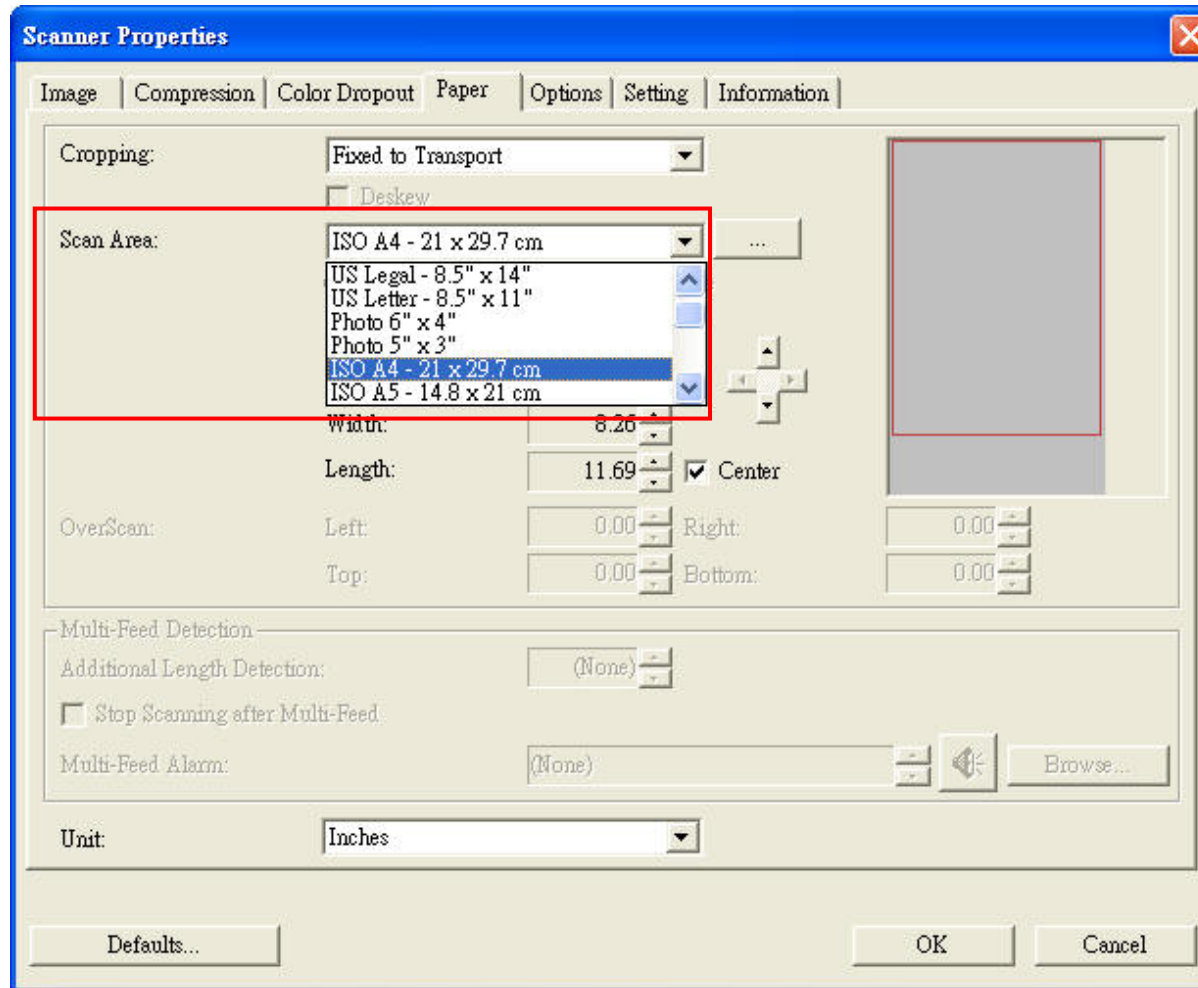 Scanner Properties
Image Compression Color Dropout Paper Options Setting Information
Cropping: Fixed to Transport
Deskew
Scan Area: ISO A4 - 21 x 29.7 cm ...
US Legal - 8.5" x 14"
US Letter - 8.5" x 11"
Photo 6" x 4"
Photo 5" x 3"
ISO A4 - 21 x 29.7 cm
ISO A5 - 14.8 x 21 cm
Width: 8.26
Length: 11.69 Center
OverScan: Left: 0.00 Right: 0.00
Top: 0.00 Bottom: 0.00
Multi-Feed Detection
Additional Length Detection: (None)
Stop Scanning after Multi-Feed
Multi-Feed Alarm: (None) Browse...
Unit: Inches
Defaults... OK Cancel